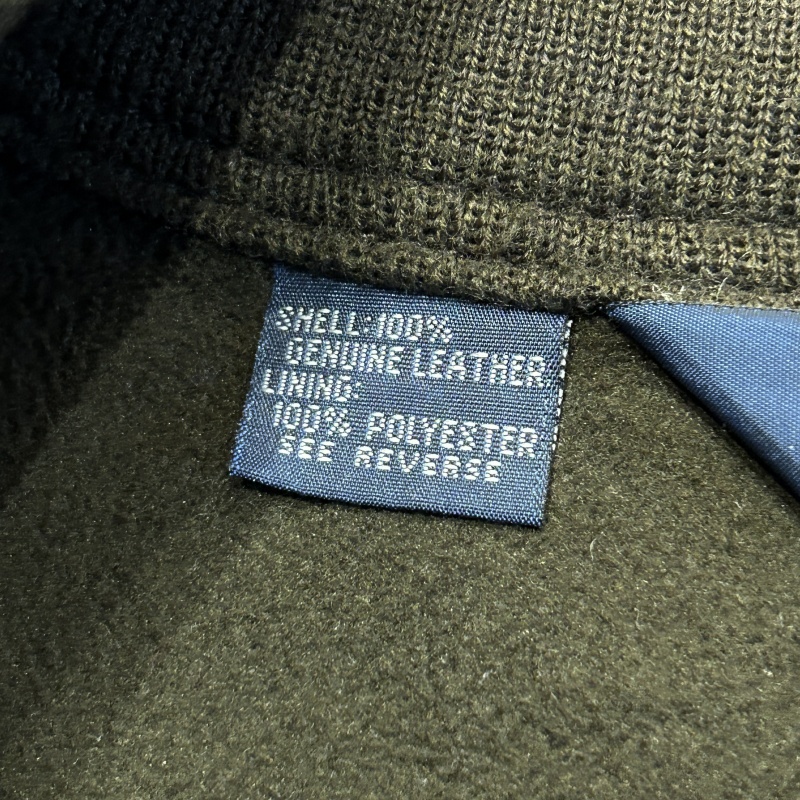 SHELL: 100%
GENUINE LEATHER
LINING:
100% POLYESTER
SEE REVERSE